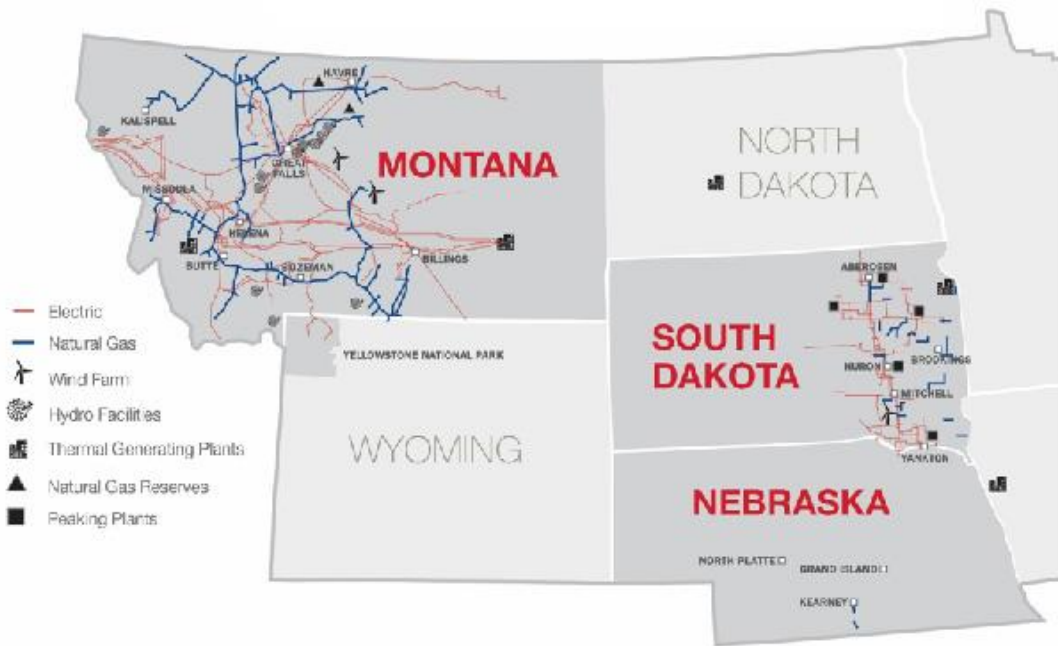 HAVRE
KALISPELL
GREAT
FALLS
MONTANA
NORTH
DAKOTA
MISSOULA
HELENA
BUTTE
BOZEMAN
BILLINGS
ABERDEEN
Electric
Natural Gas
Wind Farm
Hydro Facilities
Thermal Generating Plants
Natural Gas Reserves
Peaking Plants
YELLOWSTONE NATIONAL PARK
WYOMING
SOUTH
DAKOTA
BROOKINGS
HURON
MITCHELL
YANKTON
NEBRASKA
NORTH PLATTE
GRAND ISLAND
KEARNEY